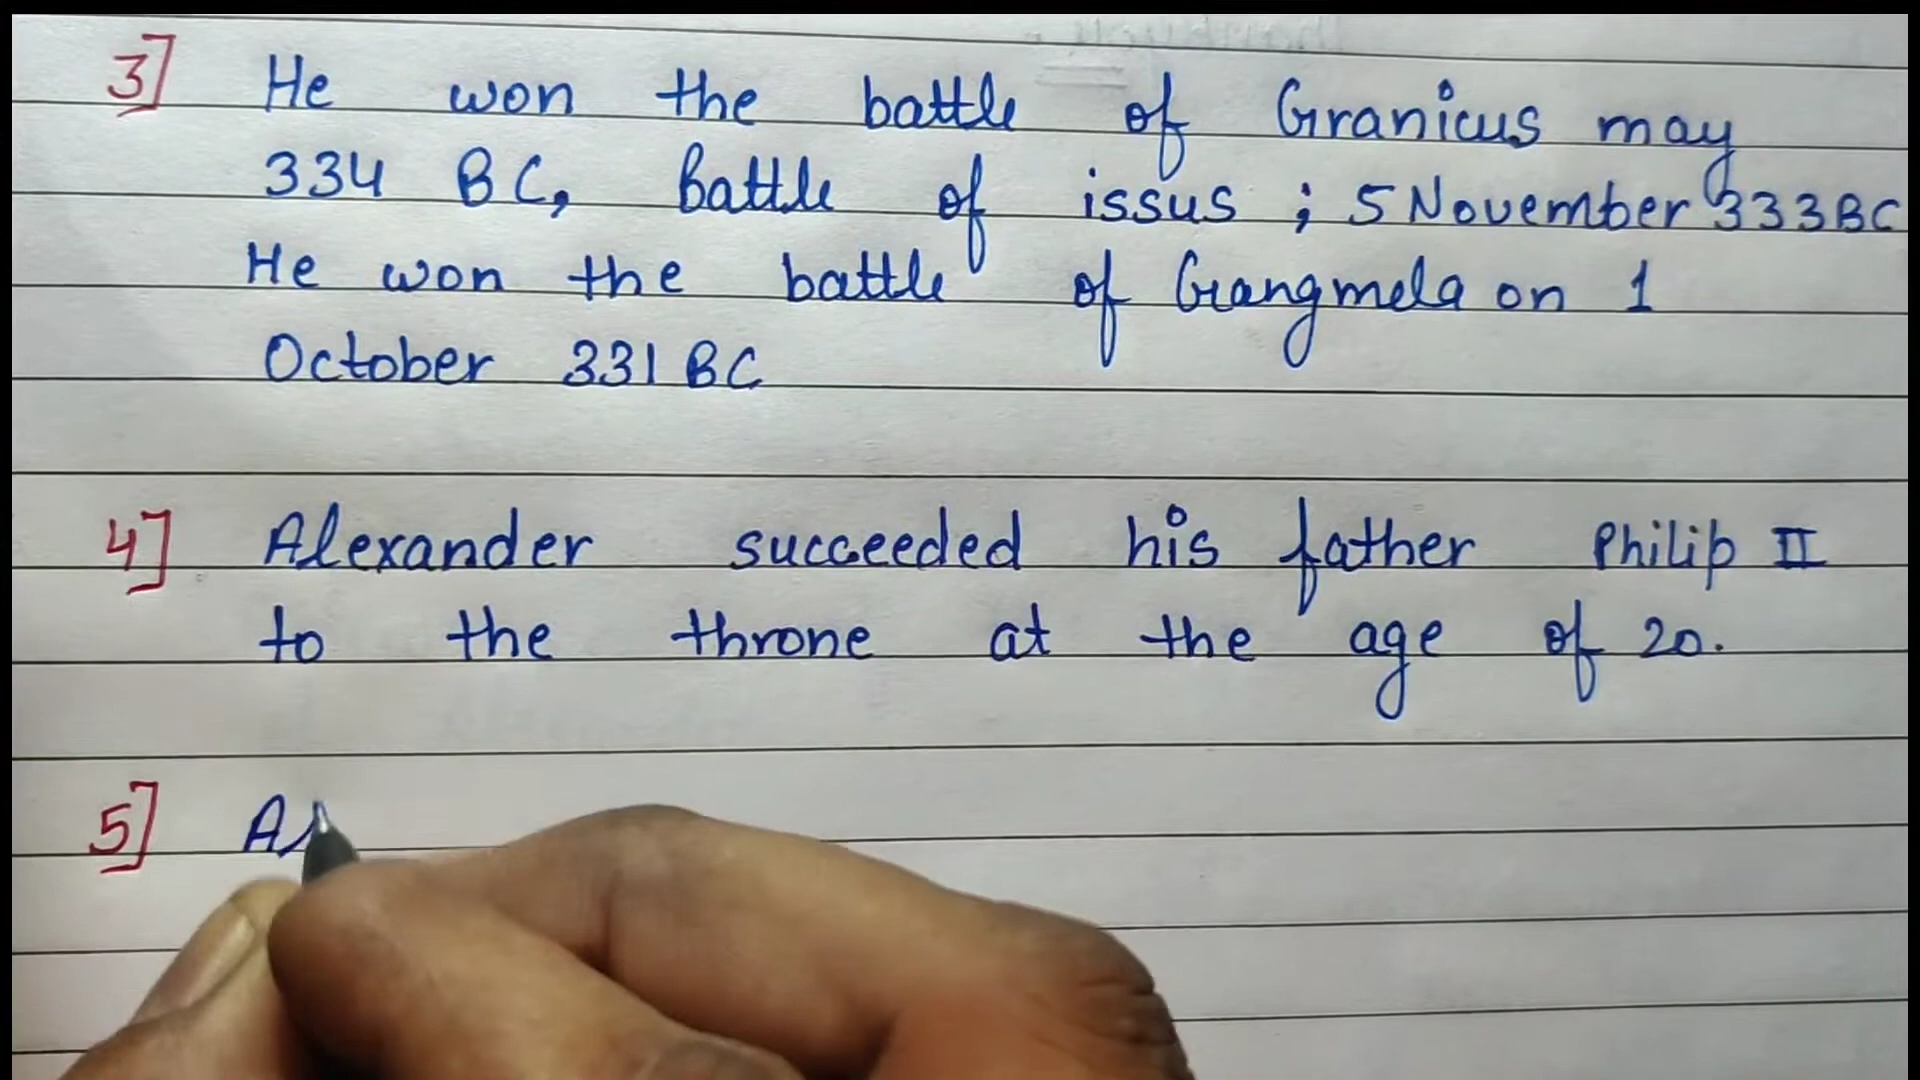 3] He won the battle of Granicus may
334 BC, Battle of issus ; 5 November 333BC
He won the battle of Gangmela on 1
October 331 BC
4] Alexander succeeded his father Philip II
to the throne at the age of 20.
5] Al